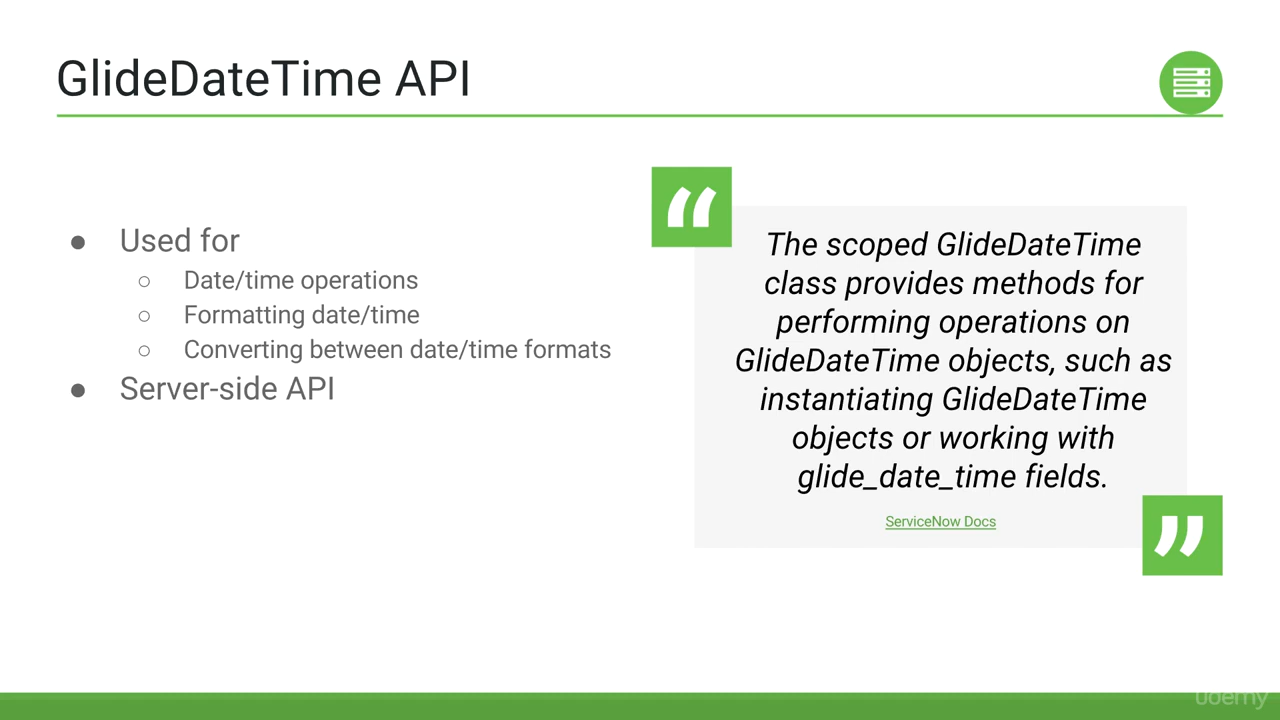 GlideDateTime API
● Used for
○ Date/time operations
○ Formatting date/time
○ Converting between date/time formats
● Server-side API
“
The scoped GlideDateTime
class provides methods for
performing operations on
GlideDateTime objects, such as
instantiating GlideDateTime
objects or working with
glide_date_time fields.
ServiceNow Docs
”
udemy